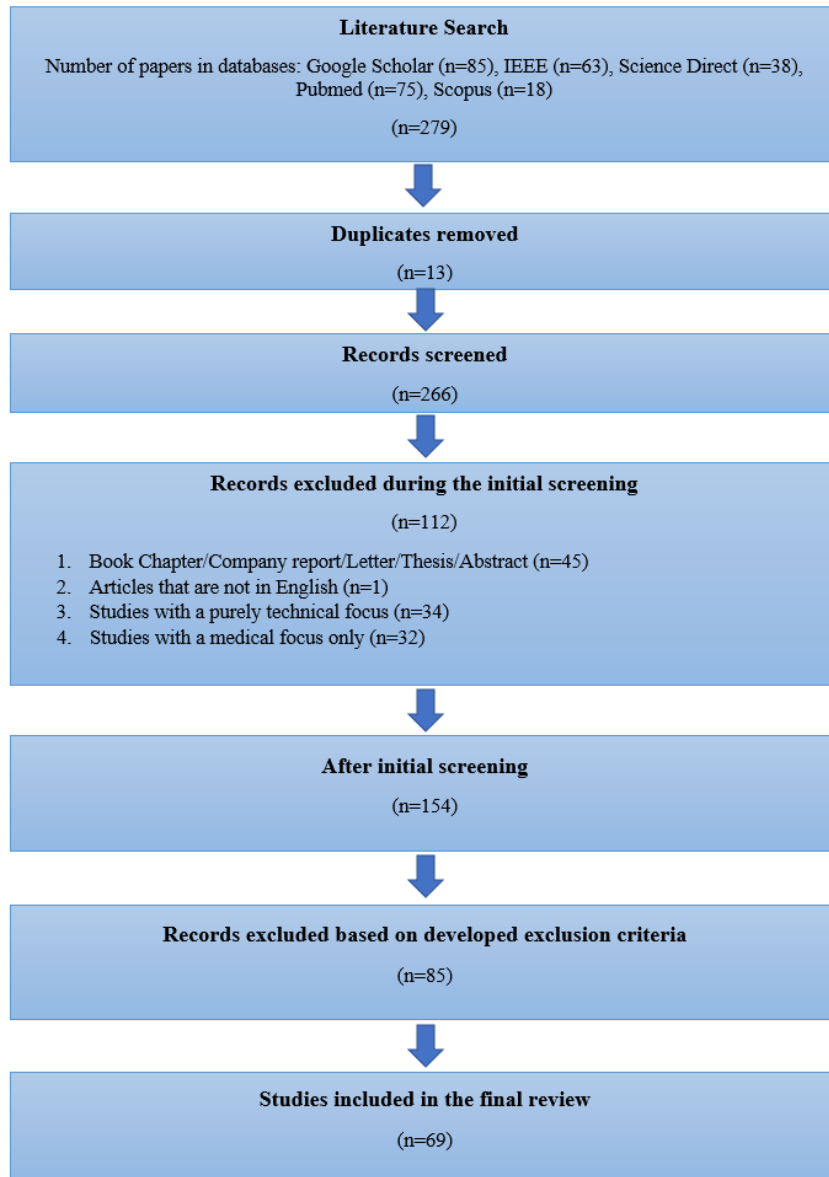 Literature Search
Number of papers in databases: Google Scholar (n=85), IEEE (n=63), Science Direct (n=38),
Pubmed (n=75), Scopus (n=18)
(n=279)
Duplicates removed
(n=13)
Records screened
(n=266)
Records excluded during the initial screening
(n=112)
1. Book Chapter/Company report/Letter/Thesis/Abstract (n=45)
2. Articles that are not in English (n=1)
3. Studies with a purely technical focus (n=34)
4. Studies with a medical focus only (n=32)
After initial screening
(n=154)
Records excluded based on developed exclusion criteria
(n=85)
Studies included in the final review
(n=69)